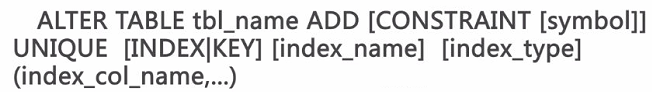 ALTER TABLE tbl_name ADD [CONSTRAINT [symbol]]
UNIQUE [INDEX|KEY] [index_name] [index_type]
(index_col_name,...)